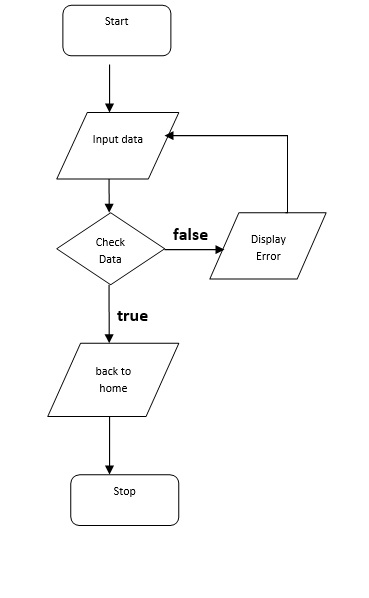 Start
Input data
Check
Data
false
Display
Error
true
back to
home
Stop